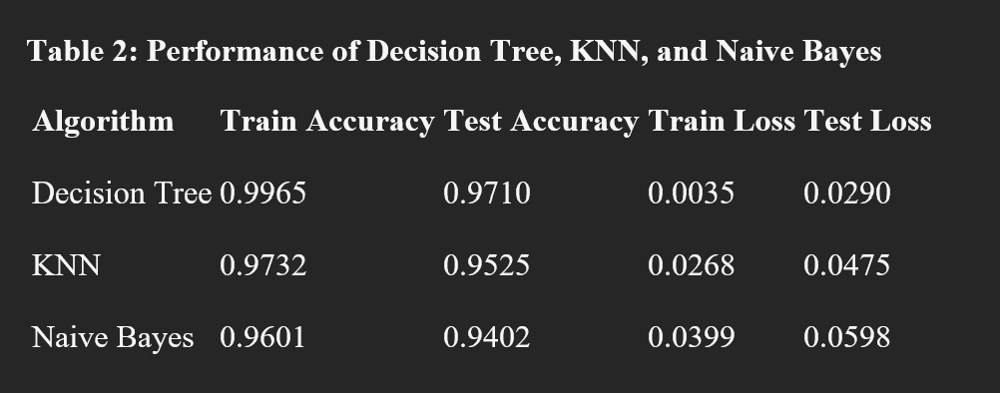 Table 2: Performance of Decision Tree, KNN, and Naive Bayes
Algorithm Train Accuracy Test Accuracy Train Loss Test Loss
Decision Tree 0.9965 0.9710 0.0035 0.0290
KNN 0.9732 0.9525 0.0268 0.0475
Naive Bayes 0.9601 0.9402 0.0399 0.0598